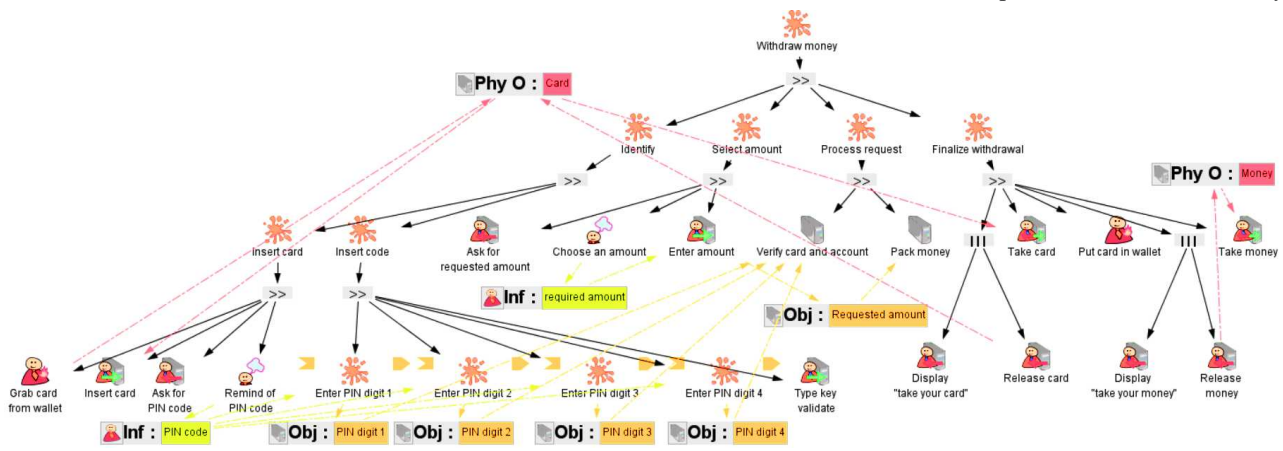 Withdraw money
>>
Phy O : Card
Identify
Select amount
Process request
Finalize withdrawal
>>
>>
>>
>>
Phy O : Money
Insert card
Insert code
Ask for
requested amount
Choose an amount
Enter amount
Verify card and account
Pack money
|||
Take card
Put card in wallet
|||
Take money
>>
>>
Inf : required amount
Obj : Requested amount
Grab card
from wallet
Insert card
Ask for
PIN code
Remind of
PIN code
Enter PIN digit 1
Enter PIN digit 2
Enter PIN digit 3
Enter PIN digit 4
Type key
validate
Display
"take your card"
Release card
Display
"take your money"
Release
money
Inf : PIN code
Obj : PIN digit 1
Obj : PIN digit 2
Obj : PIN digit 3
Obj : PIN digit 4